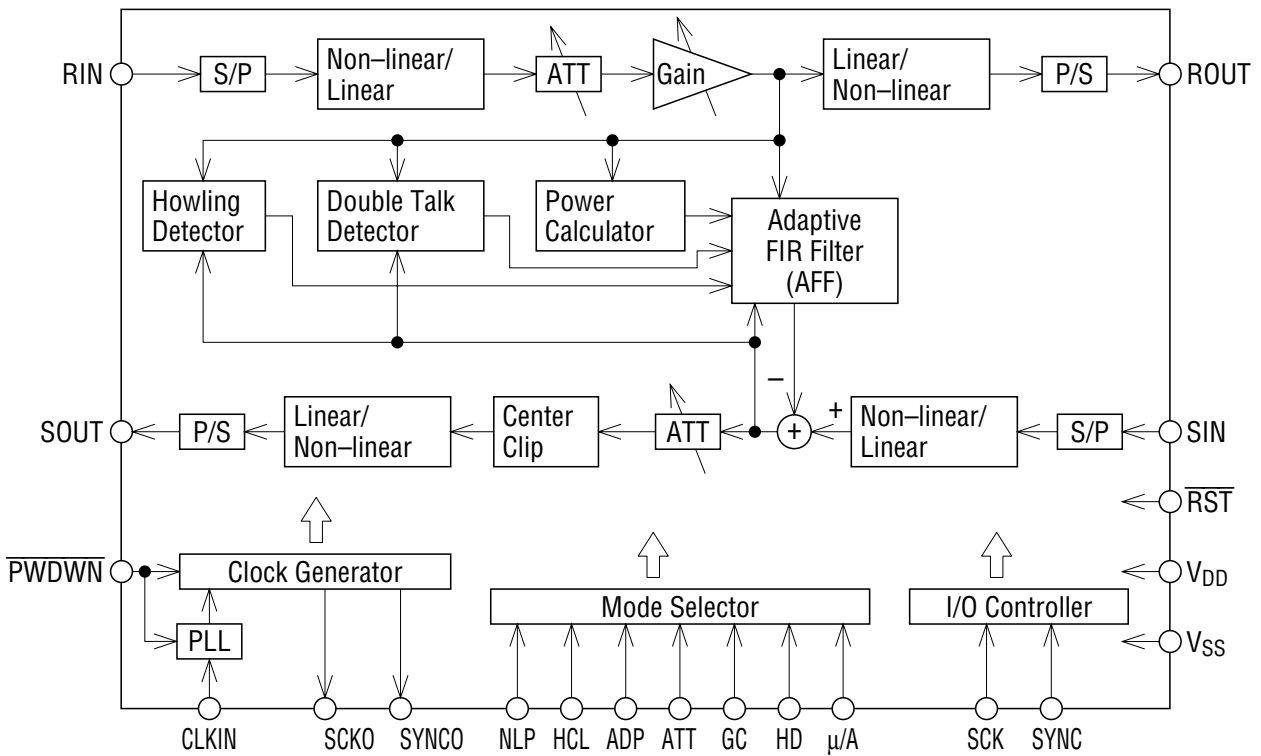 RIN
S/P
Non–linear/
Linear
ATT
Gain
Linear/
Non–linear
P/S
ROUT
Howling
Detector
Double Talk
Detector
Power
Calculator
Adaptive
FIR Filter
(AFF)
–
+
SOUT
P/S
Linear/
Non–linear
Center
Clip
ATT
+
Non–linear/
Linear
S/P
SIN
RST
PWDWN
Clock Generator
VDD
Mode Selector
I/O Controller
PLL
VSS
CLKIN
SCKO
SYNCO
NLP
HCL
ADP
ATT
GC
HD
μ/A
SCK
SYNC